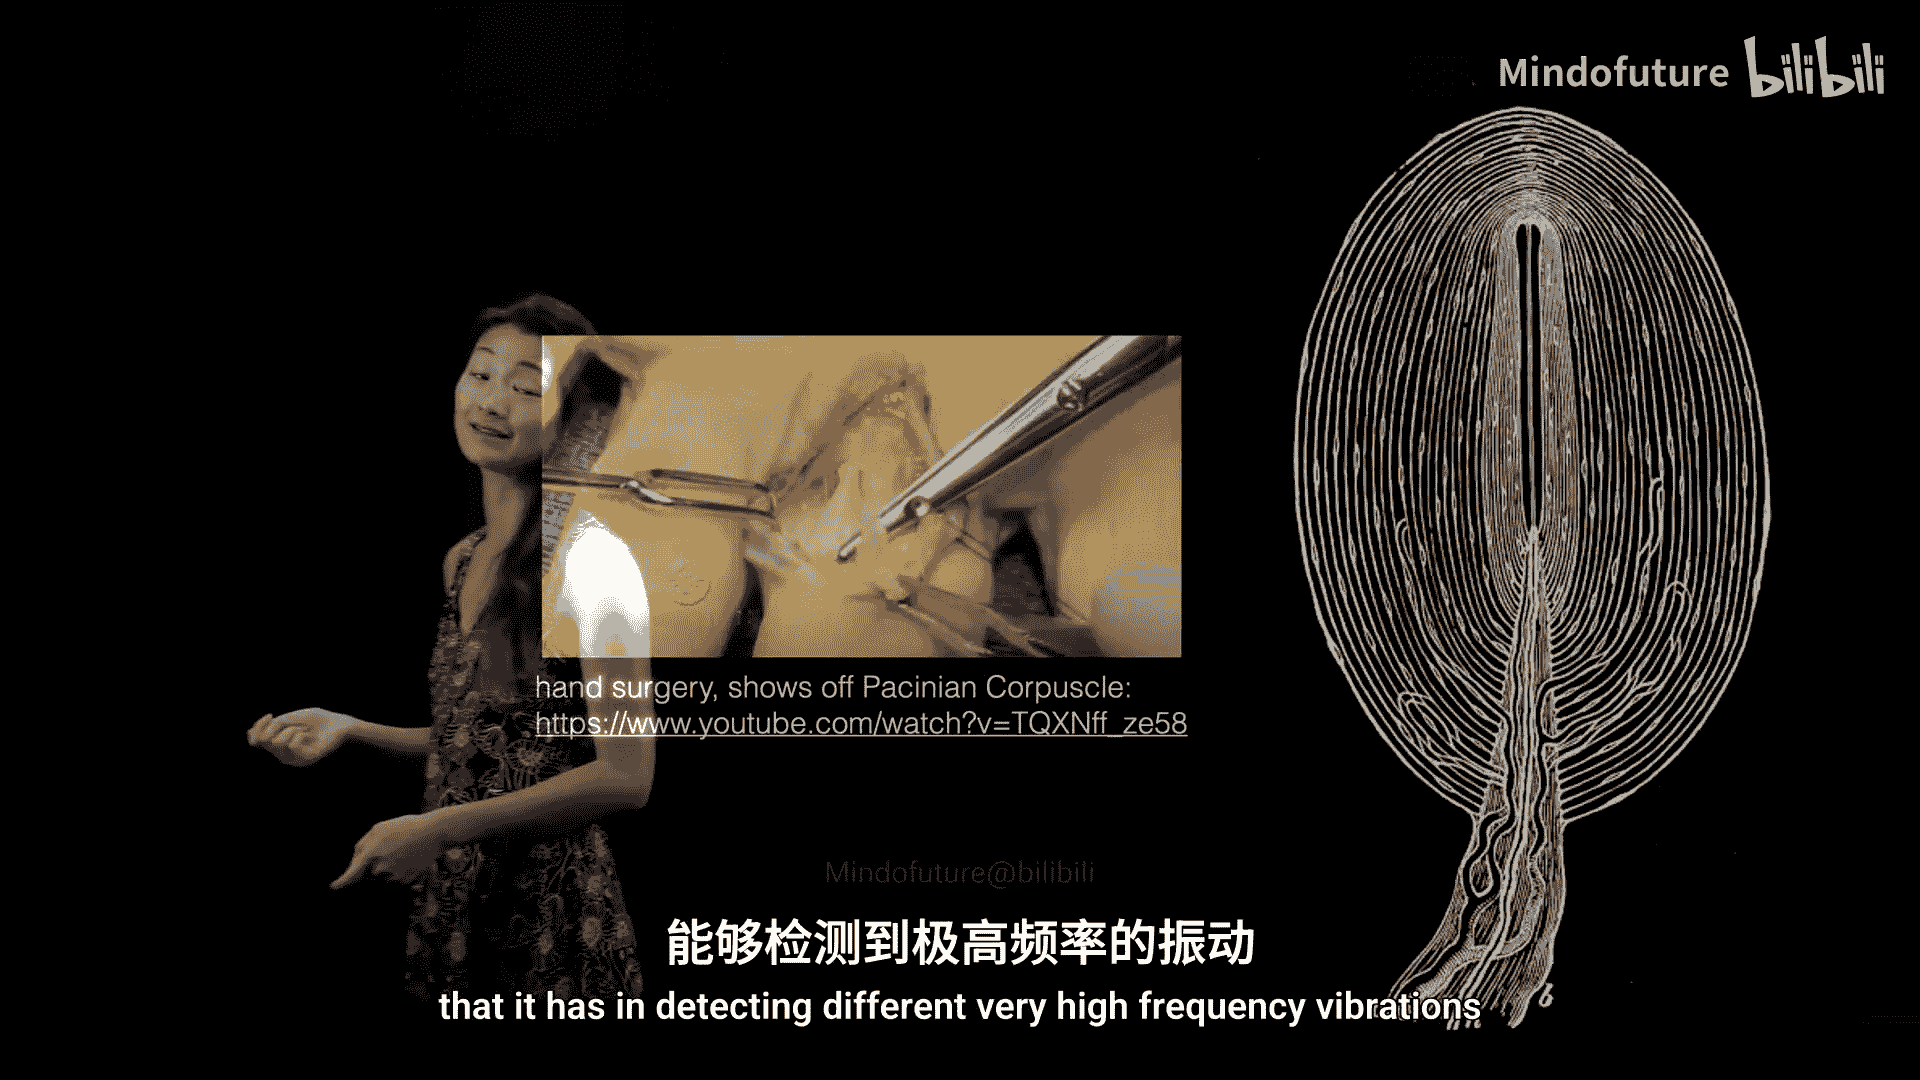 Mindofuture bilibili
hand surgery, shows off Pacinian Corpuscle:
https://www.youtube.com/watch?v=TQXNff_ze58
Mindofuture@bilibili
能够检测到极高频率的振动
that it has in detecting different very high frequency vibrations
b